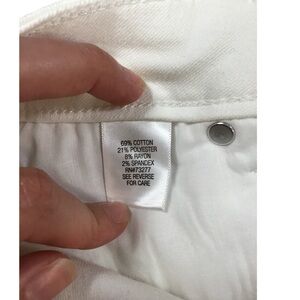 69% COTTON
21% POLYESTER
8% RAYON
2% SPANDEX
RN#73277
SEE REVERSE
FOR CARE